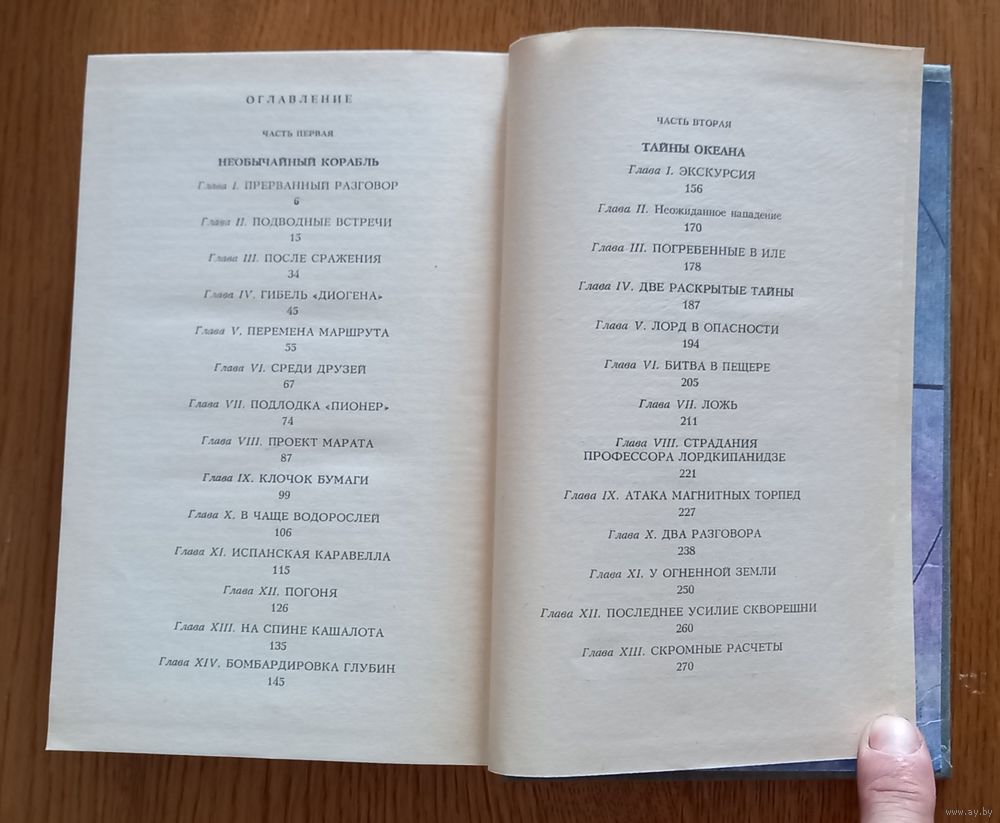 ОГЛАВЛЕНИЕ
ЧАСТЬ ПЕРВАЯ
НЕОБЫЧАЙНЫЙ КОРАБЛЬ
Глава I. ПРЕРВАННЫЙ РАЗГОВОР
6
Глава II. ПОДВОДНЫЕ ВСТРЕЧИ
15
Глава III. ПОСЛЕ СРАЖЕНИЯ
34
Глава IV. ГИБЕЛЬ «ДИОГЕНА»
45
Глава V. ПЕРЕМЕНА МАРШРУТА
55
Глава VI. СРЕДИ ДРУЗЕЙ
67
Глава VII. ПОДЛОДКА «ПИОНЕР»
74
Глава VIII. ПРОЕКТ МАРАТА
87
Глава IX. КЛОЧОК БУМАГИ
99
Глава X. В ЧАЩЕ ВОДОРОСЛЕЙ
106
Глава XI. ИСПАНСКАЯ КАРАВЕЛЛА
115
Глава XII. ПОГОНЯ
126
Глава XIII. НА СПИНЕ КАШАЛОТА
135
Глава XIV. БОМБАРДИРОВКА ГЛУБИН
145
ЧАСТЬ ВТОРАЯ
ТАЙНЫ ОКЕАНА
Глава I. ЭКСКУРСИЯ
156
Глава II. Неожиданное нападение
170
Глава III. ПОГРЕБЕННЫЕ В ИЛЕ
178
Глава IV. ДВЕ РАСКРЫТЫЕ ТАЙНЫ
187
Глава V. ЛОРД В ОПАСНОСТИ
194
Глава VI. БИТВА В ПЕЩЕРЕ
205
Глава VII. ЛОЖЬ
211
Глава VIII. СТРАДАНИЯ
ПРОФЕССОРА ЛОРДКИПАНИДЗЕ
221
Глава IX. АТАКА МАГНИТНЫХ ТОРПЕД
227
Глава X. ДВА РАЗГОВОРА
238
Глава XI. У ОГНЕННОЙ ЗЕМЛИ
250
Глава XII. ПОСЛЕДНЕЕ УСИЛИЕ СКВОРЕШНИ
260
Глава XIII. СКРОМНЫЕ РАСЧЕТЫ
270
www.ay.by